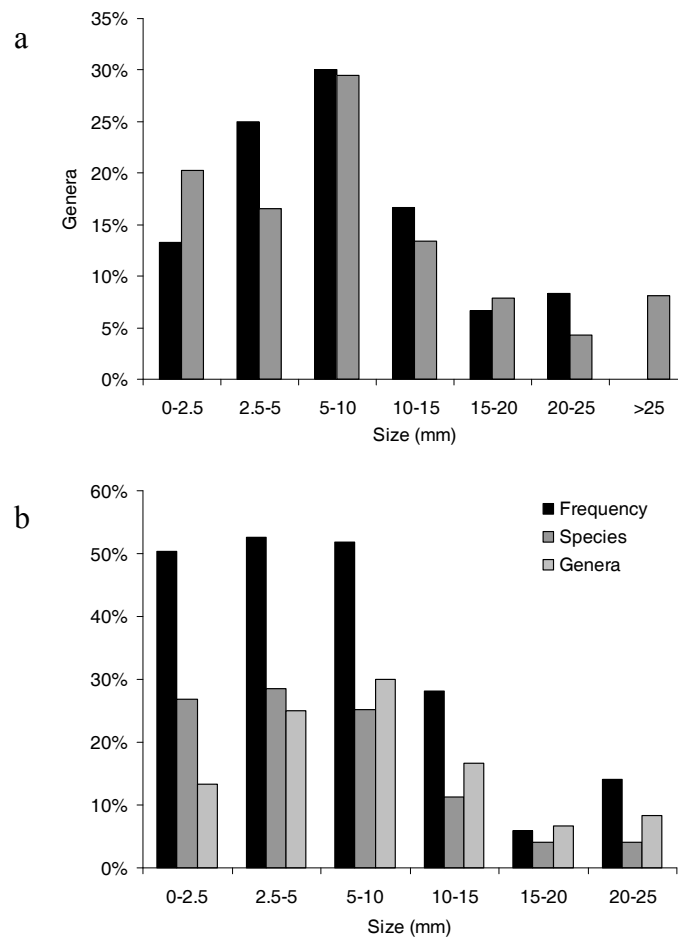 a
35%
30%
25%
20%
15%
10%
5%
0%
Genera
0-2.5 2.5-5 5-10 10-15 15-20 20-25 >25
Size (mm)
b
60%
50%
40%
30%
20%
10%
0%
Frequency
Species
Genera
0-2.5 2.5-5 5-10 10-15 15-20 20-25
Size (mm)